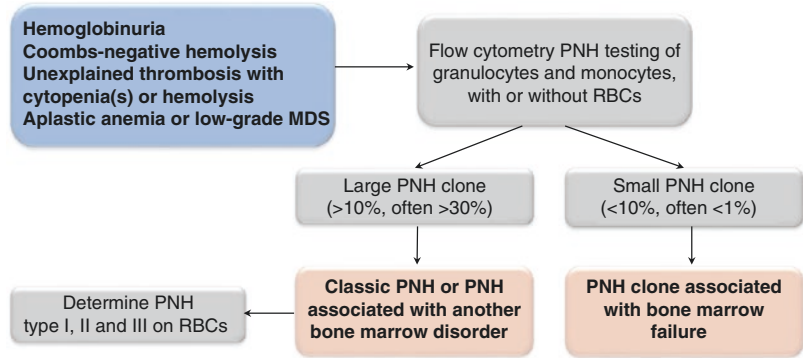 Hemoglobinuria
Coombs-negative hemolysis
Unexplained thrombosis with
cytopenia(s) or hemolysis
Aplastic anemia or low-grade MDS
Flow cytometry PNH testing of
granulocytes and monocytes,
with or without RBCs
Large PNH clone
(>10%, often >30%)
Small PNH clone
(<10%, often <1%)
Classic PNH or PNH
associated with another
bone marrow disorder
PNH clone associated
with bone marrow
failure
Determine PNH
type I, II and III on RBCs